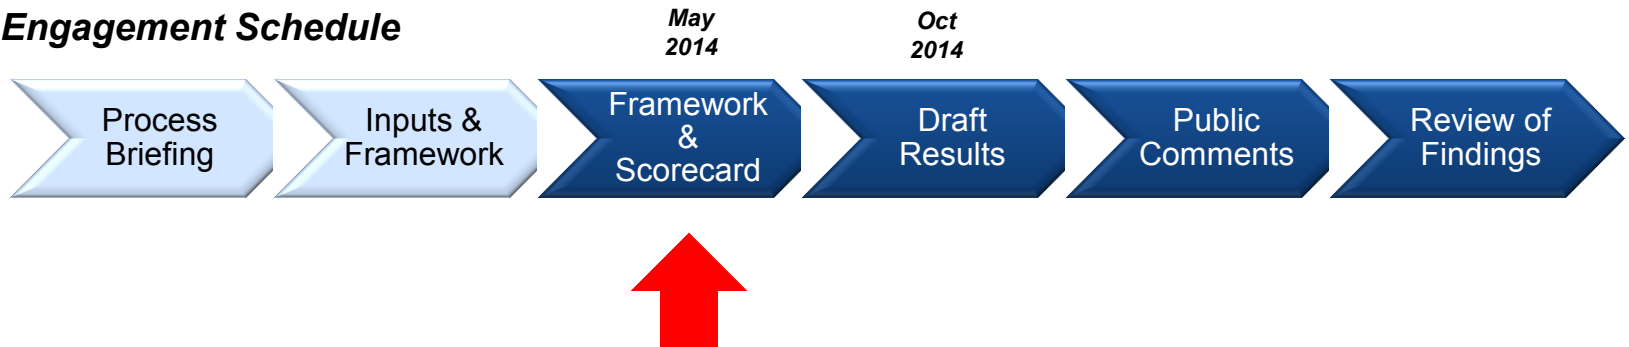 Engagement Schedule
May
2014
Oct
2014
Process
Briefing
Inputs &
Framework
Framework
&
Scorecard
Draft
Results
Public
Comments
Review of
Findings